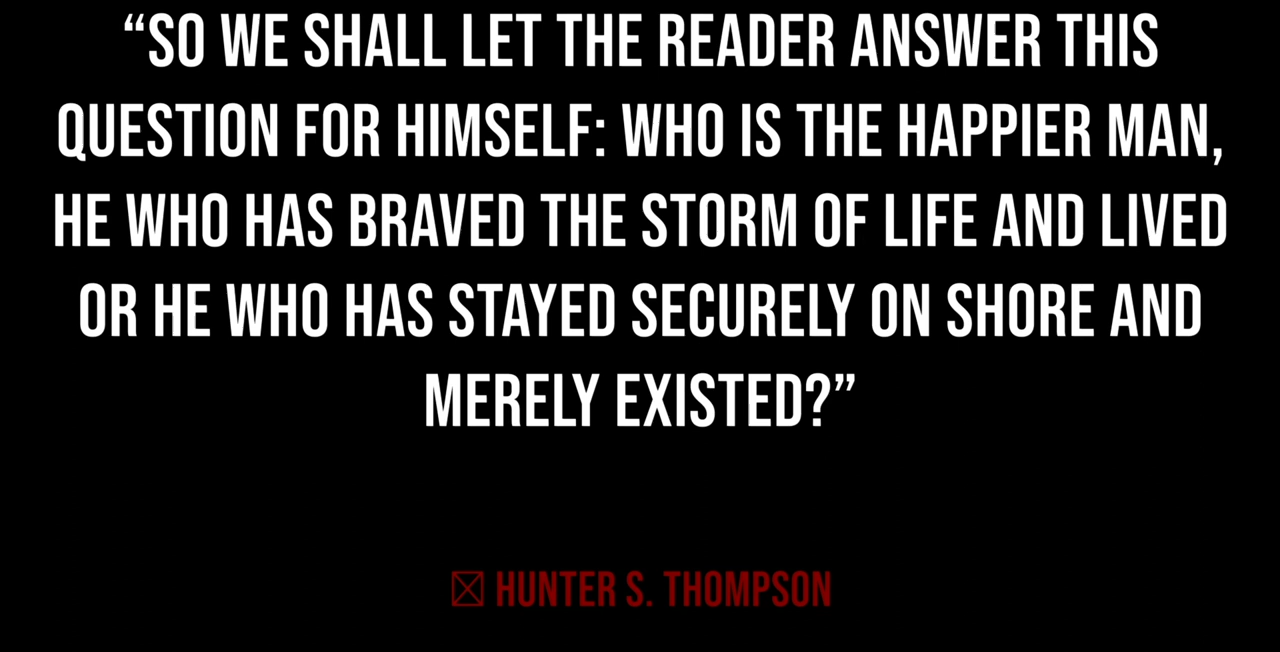 “SO WE SHALL LET THE READER ANSWER THIS
QUESTION FOR HIMSELF: WHO IS THE HAPPIER MAN,
HE WHO HAS BRAVED THE STORM OF LIFE AND LIVED
OR HE WHO HAS STAYED SECURELY ON SHORE AND
MERELY EXISTED?”
HUNTER S. THOMPSON